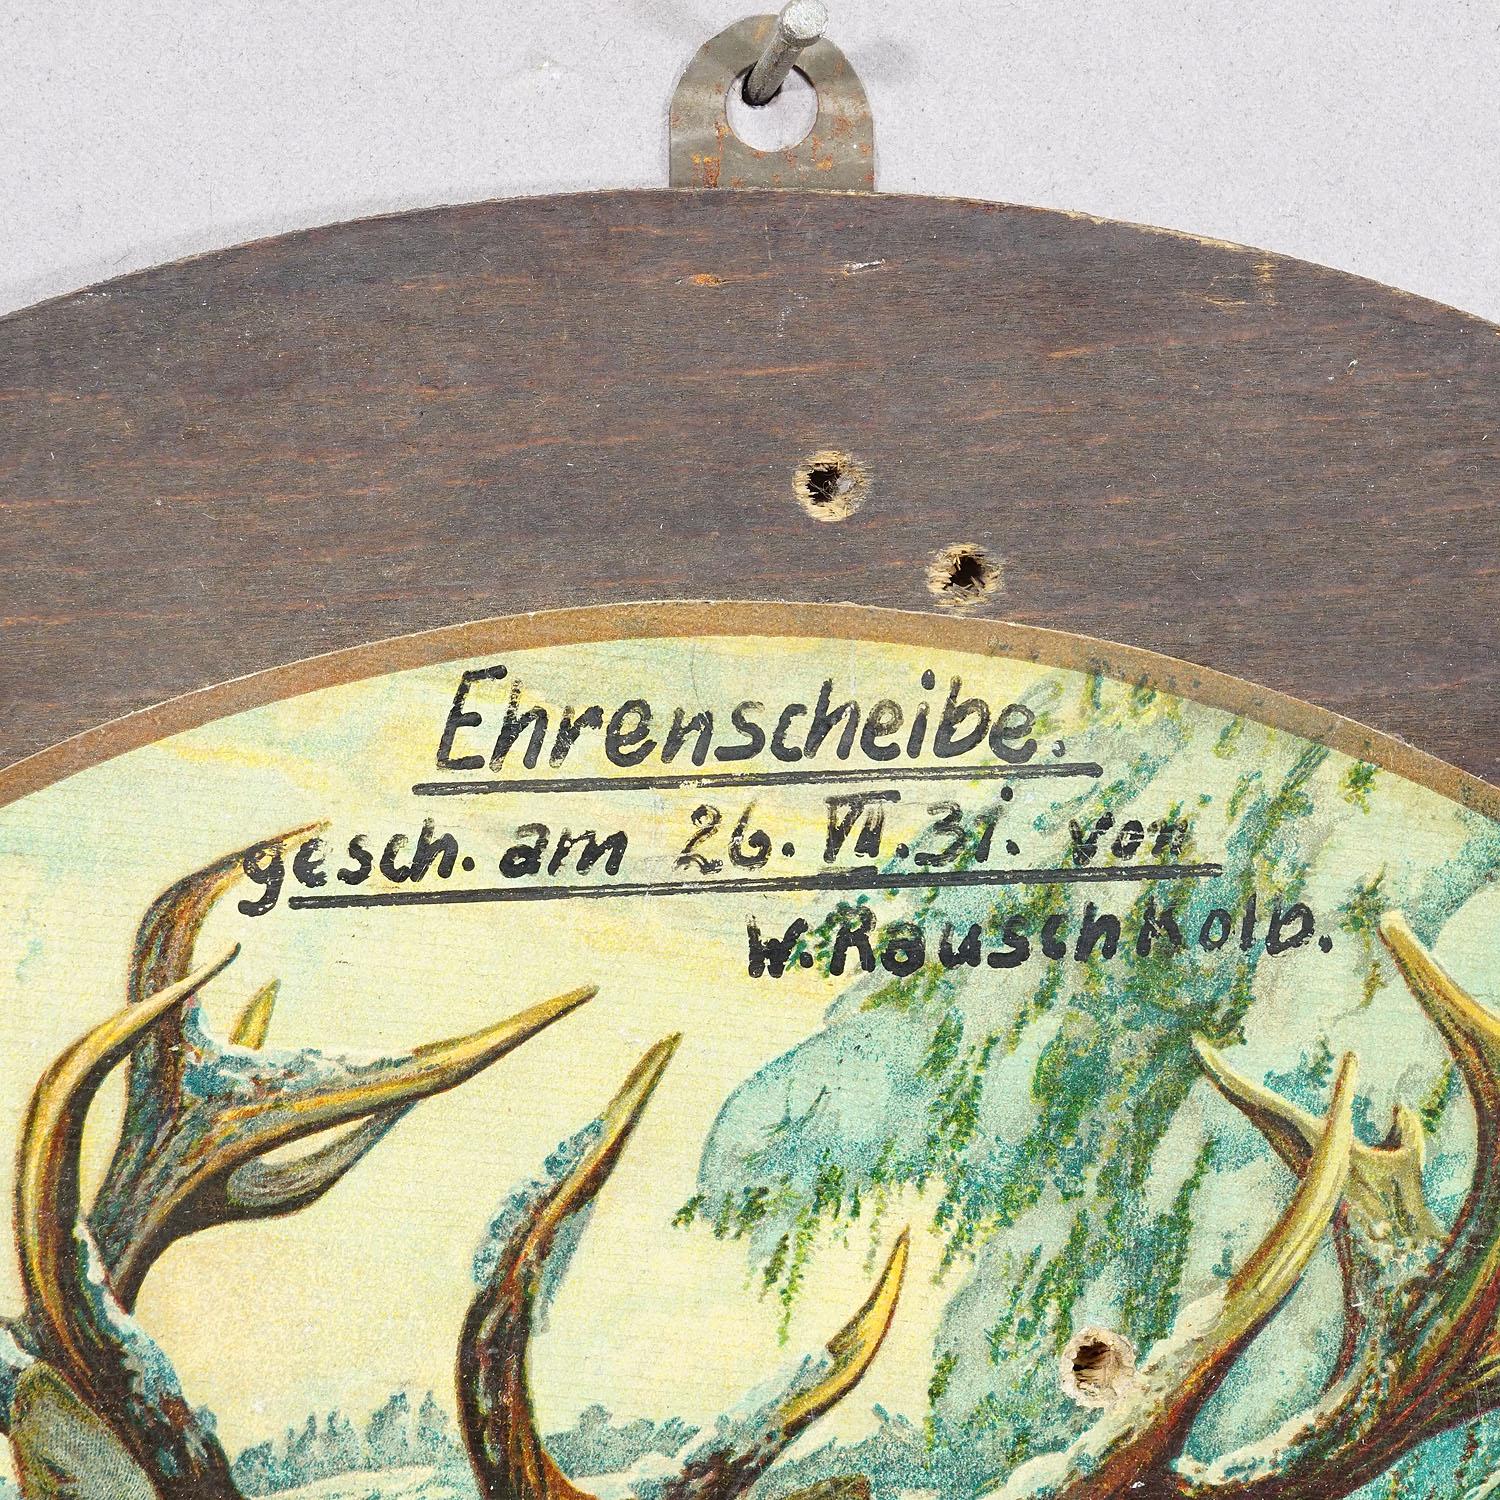 Ehrenscheibe.
gesch. am 26. VII. 31. von
W. Rauschkolb.